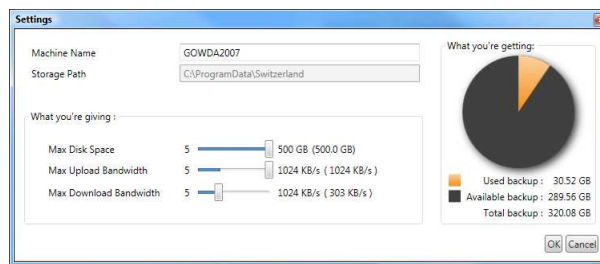 Settings
Machine Name GOWDA2007
Storage Path C:\ProgramData\Switzerland
What you're giving :
Max Disk Space 5 500 GB (500.0 GB)
Max Upload Bandwidth 5 1024 KB/s ( 1024 KB/s )
Max Download Bandwidth 5 1024 KB/s ( 303 KB/s )
What you're getting:
Used backup : 30.52 GB
Available backup : 289.56 GB
Total backup : 320.08 GB
OK Cancel